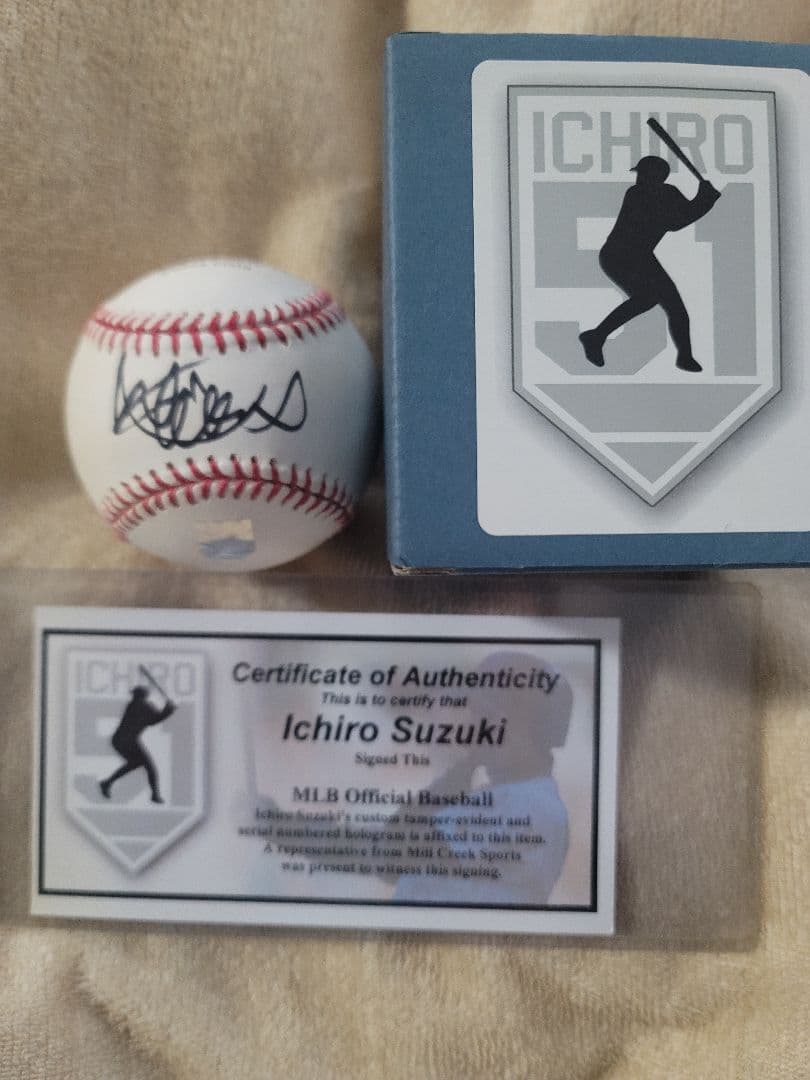 ICHIRO
51
ICHIRO
51
Certificate of Authenticity
This is to certify that
Ichiro Suzuki
Signed This
MLB Official Baseball
Ichiro Suzuki's custom tamper-evident and
serial numbered hologram is affixed to this item.
A representative from Mill Creek Sports
was present to witness this signing.